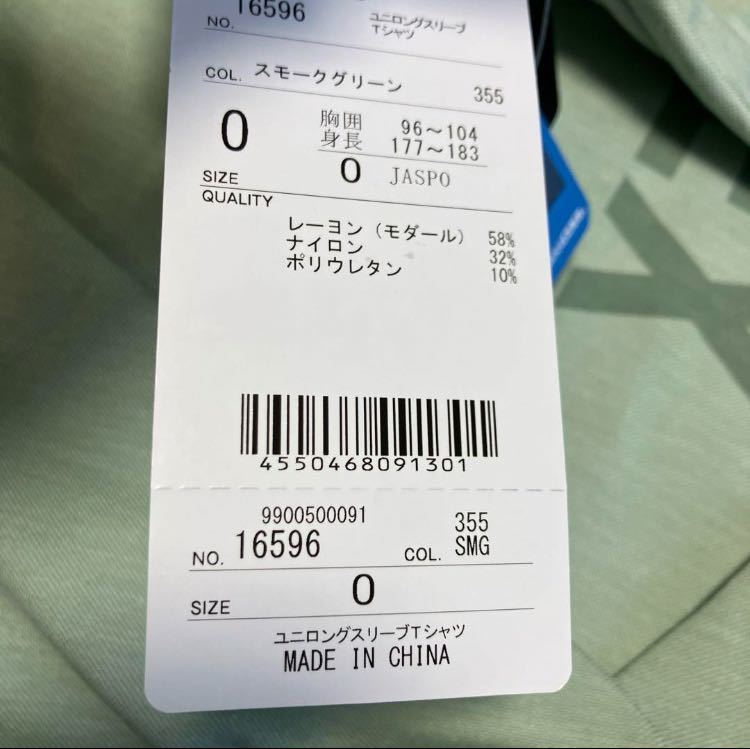 NO. 16596 ユニロングスリーブ
Tシャツ
COL. スモークグリーン 355
0 胸囲 96～104
身長 177～183
SIZE 0 JASPO
QUALITY
レーヨン（モダール） 58%
ナイロン 32%
ポリウレタン 10%
4550468091301
9900500091 355
NO. 16596 COL. SMG
SIZE 0
ユニロングスリーブTシャツ
MADE IN CHINA